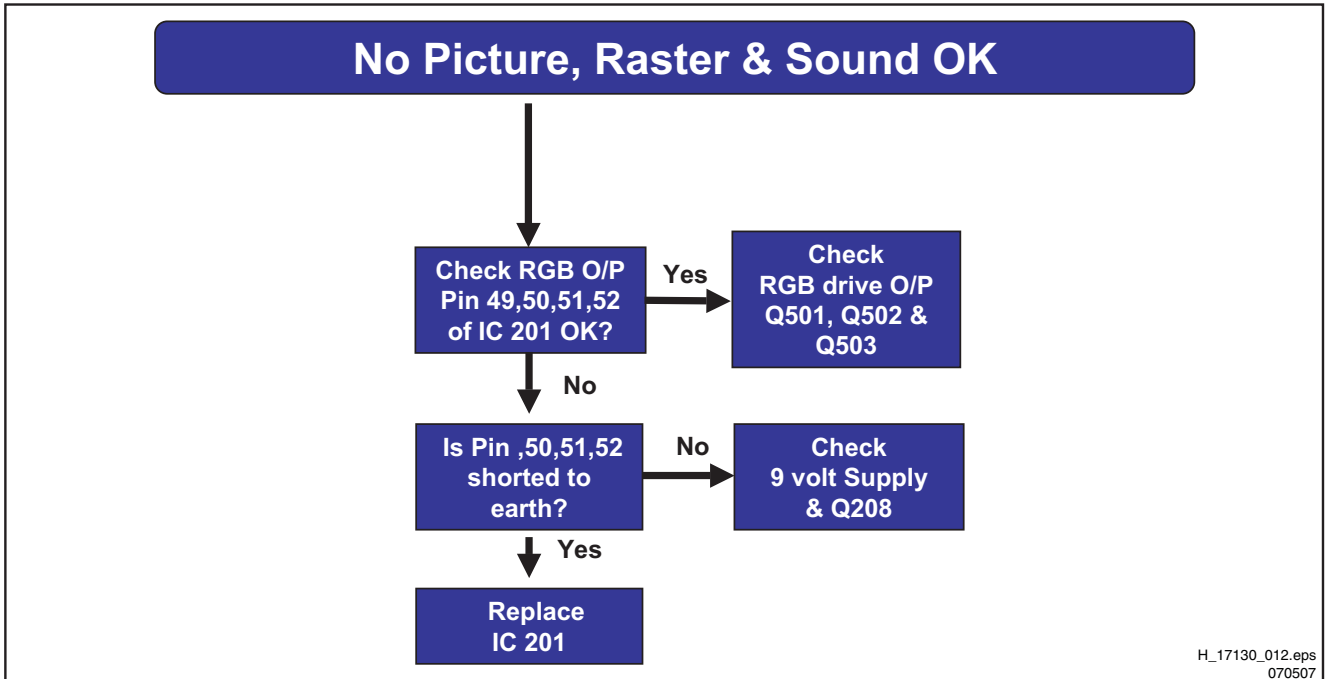 No Picture, Raster & Sound OK
Check RGB O/P
Pin 49,50,51,52
of IC 201 OK?
Yes
Check
RGB drive O/P
Q501, Q502 &
Q503
No
Is Pin ,50,51,52
shorted to
earth?
No
Check
9 volt Supply
& Q208
Yes
Replace
IC 201
H_17130_012.eps
070507